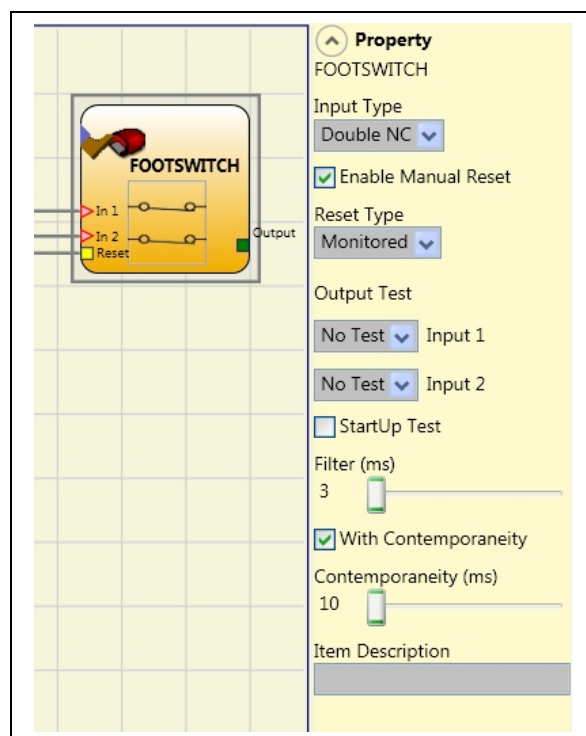 FOOTSWITCH
In 1
In 2
Reset
Output
Property
FOOTSWITCH
Input Type
Double NC
Enable Manual Reset
Reset Type
Monitored
Output Test
No Test Input 1
No Test Input 2
StartUp Test
Filter (ms)
3
With Contemporaneity
Contemporaneity (ms)
10
Item Description